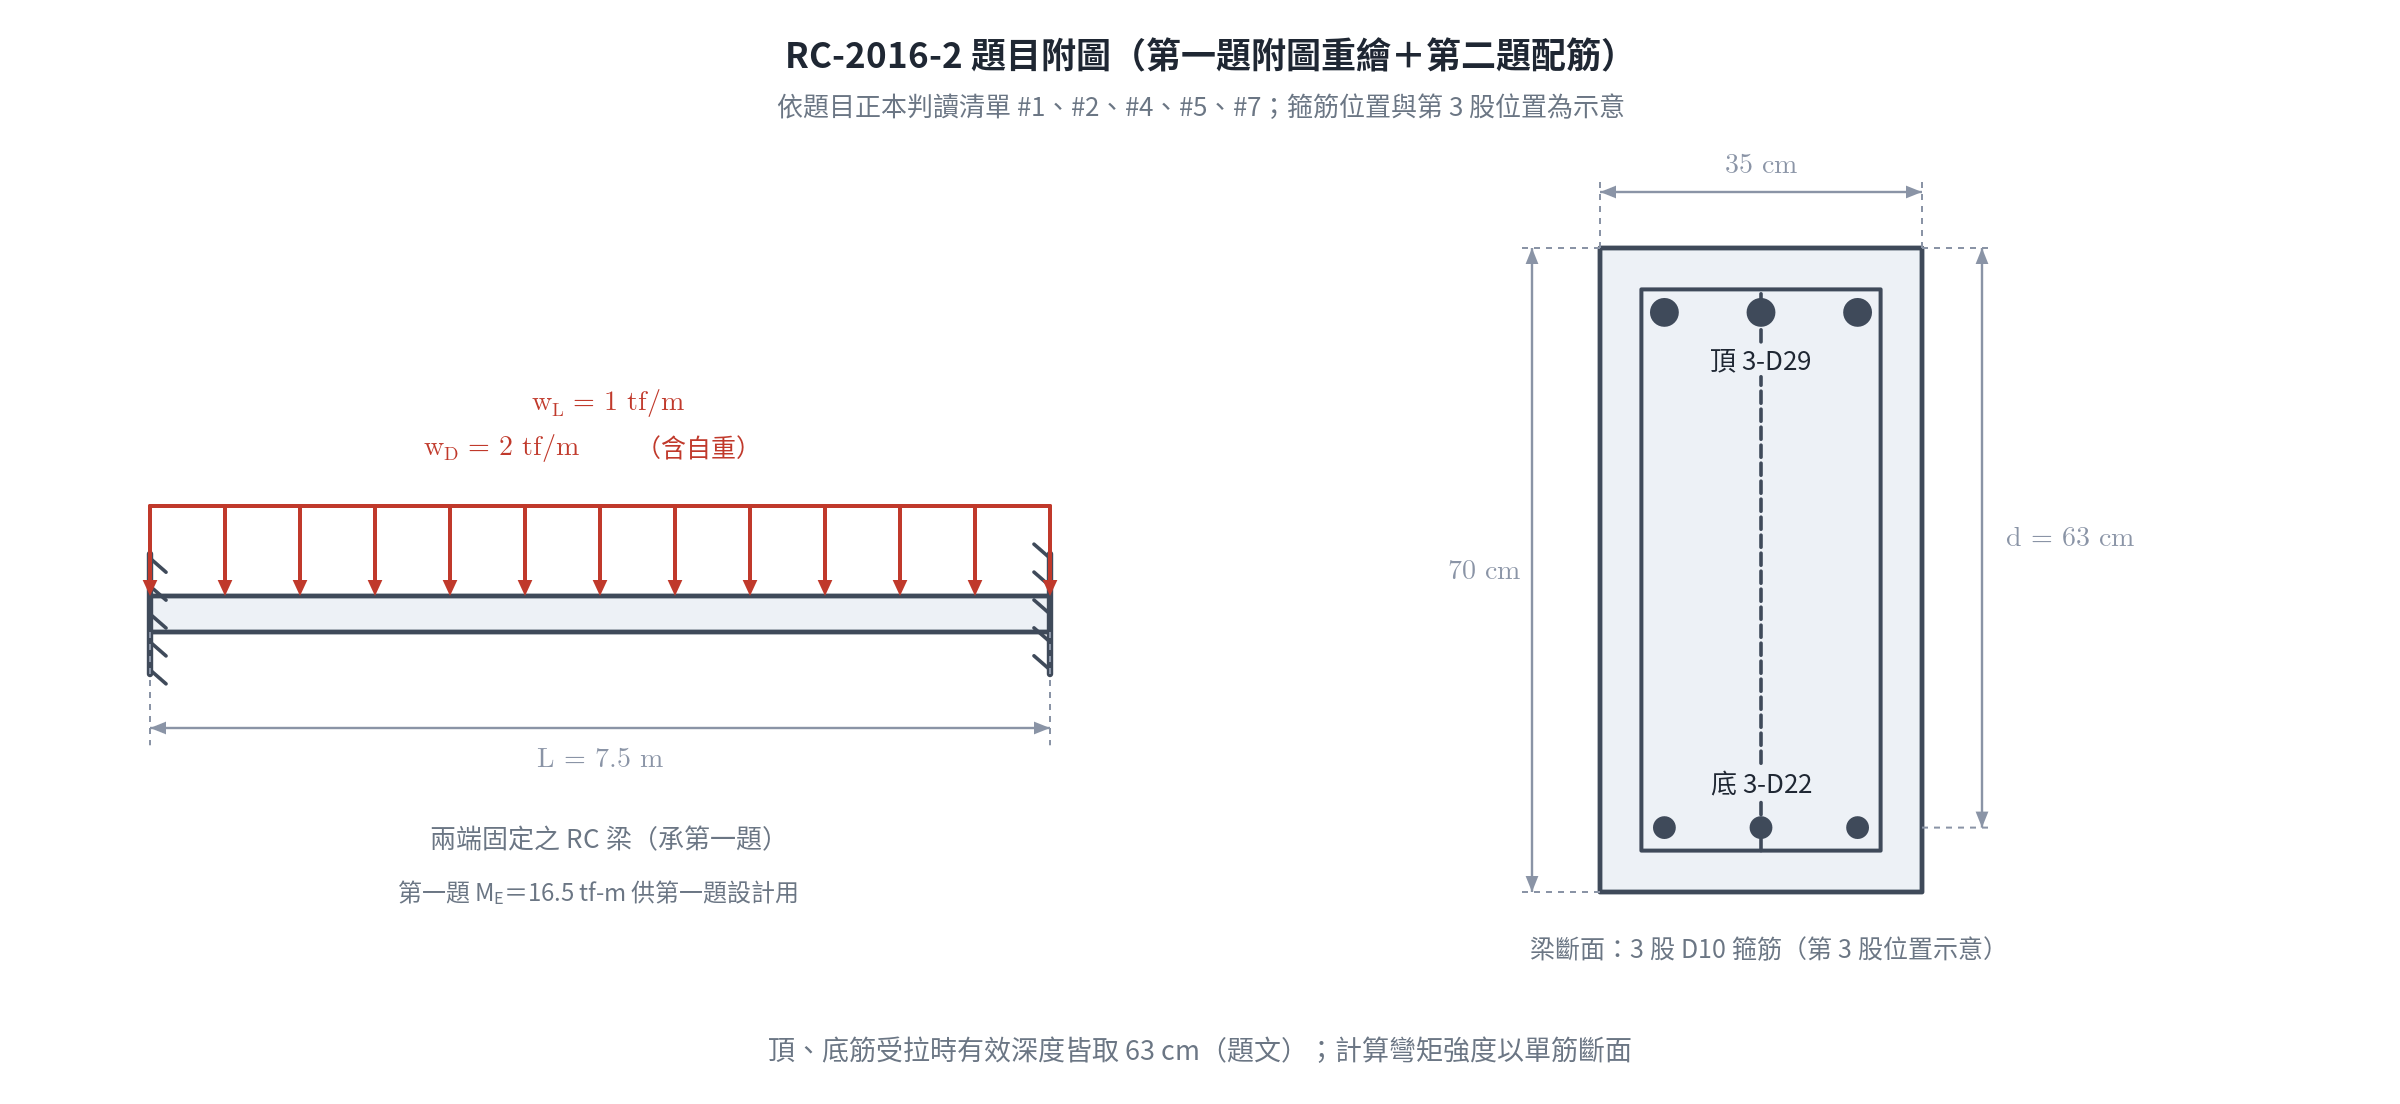 RC-2016-2 題目附圖（第一題附圖重繪＋第二題配筋）
依題目正本判讀清單 #1、#2、#4、#5、#7；箍筋位置與第 3 股位置為示意
w_L = 1 tf/m
w_D = 2 tf/m （含自重）
L = 7.5 m
兩端固定之 RC 梁（承第一題）
第一題 M_E＝16.5 tf-m 供第一題設計用
35 cm
頂 3-D29
70 cm
d = 63 cm
底 3-D22
梁斷面：3 股 D10 箍筋（第 3 股位置示意）
頂、底筋受拉時有效深度皆取 63 cm（題文）；計算彎矩強度以單筋斷面